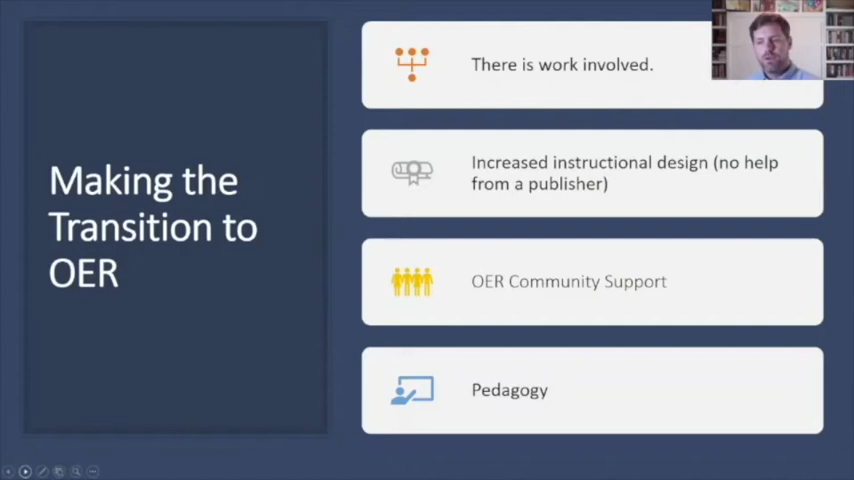 Making the
Transition to
OER
There is work involved.
Increased instructional design (no help
from a publisher)
OER Community Support
Pedagogy